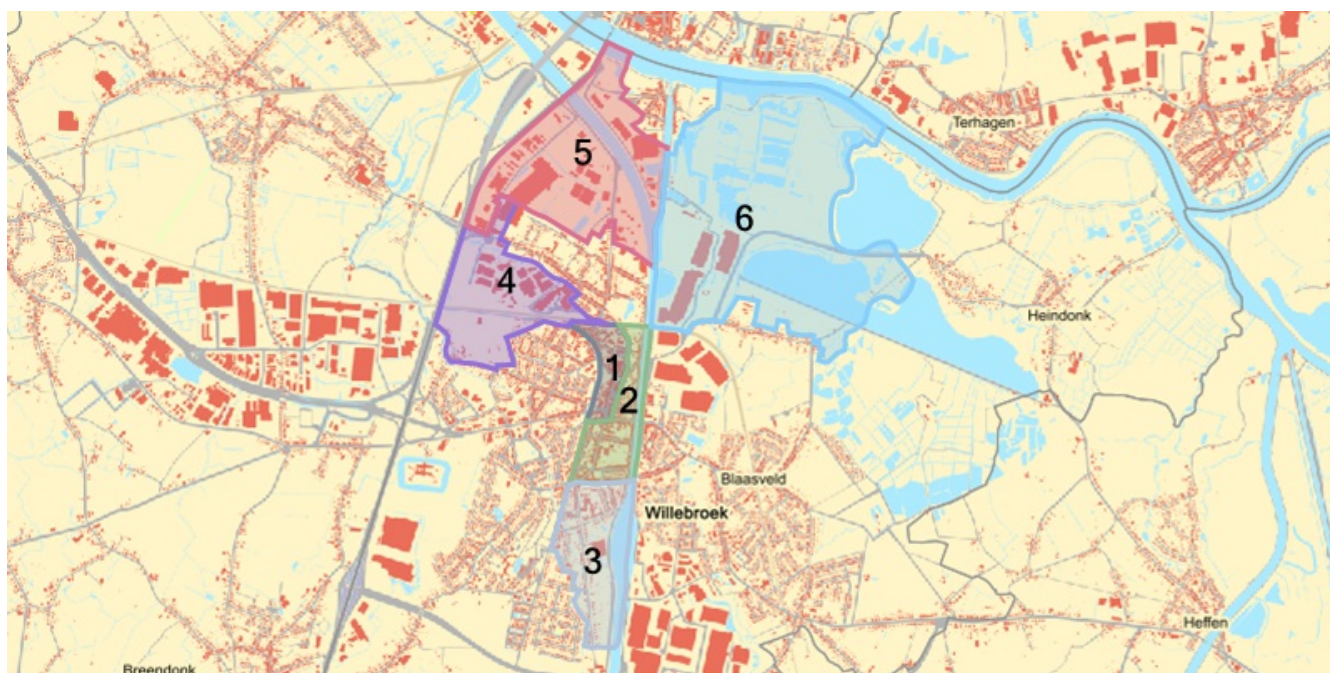 Terhagen
5
6
4
Heindonk
1
2
Blaasveld
Willebroek
3
Heffen
Breendonk